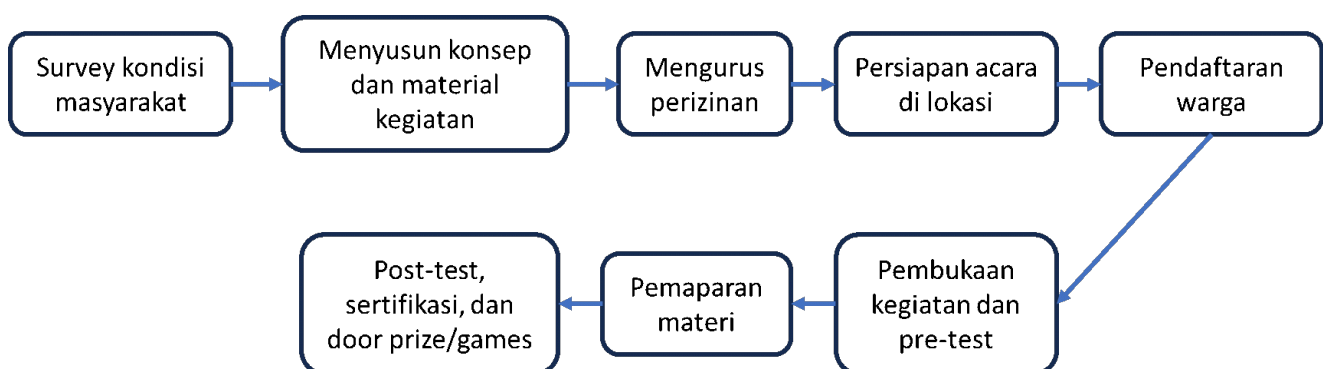 Survey kondisi
masyarakat
Menyusun konsep
dan material
kegiatan
Mengurus
perizinan
Persiapan acara
di lokasi
Pendaftaran
warga
Pembukaan
kegiatan dan
pre-test
Pemaparan
materi
Post-test,
sertifikasi, dan
door prize/games